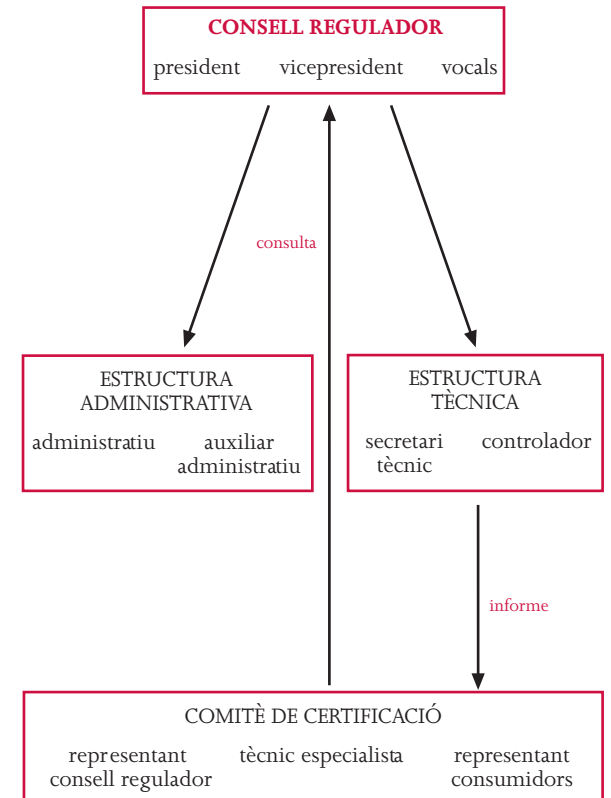 CONSELL REGULADOR
president vicepresident vocals
consulta
ESTRUCTURA
ADMINISTRATIVA
administratiu auxiliar
administratiu
ESTRUCTURA
TÈCNICA
secretari controlador
tècnic
informe
COMITÈ DE CERTIFICACIÓ
representant tècnic especialista representant
consell regulador consumidors